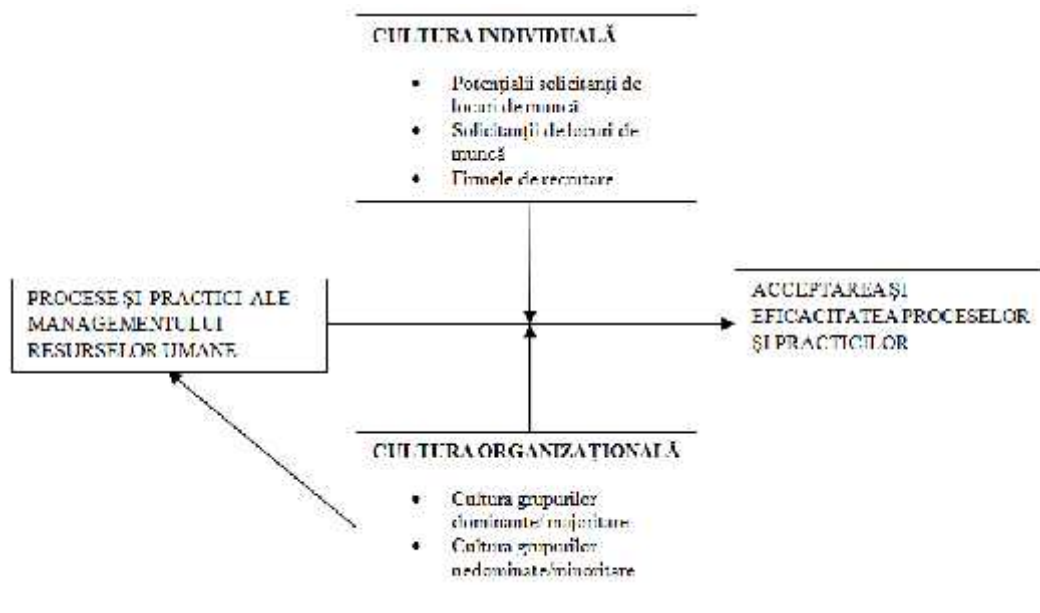 CULTURA INDIVIDUALĂ
• Potențialii solicitanți de
locuri de muncă
• Solicitanții de locuri de
muncă
• Firmele de recrutare
PROCESE ȘI PRACTICI ALE
MANAGEMENTULUI
RESURSELOR UMANE
ACCEPTAREA ȘI
EFICACITATEA PROCESELOR
ȘI PRACTICILOR
CULTURA ORGANIZAȚIONALĂ
• Cultura grupurilor
dominante/majoritare
• Cultura grupurilor
nedominate/minoritare